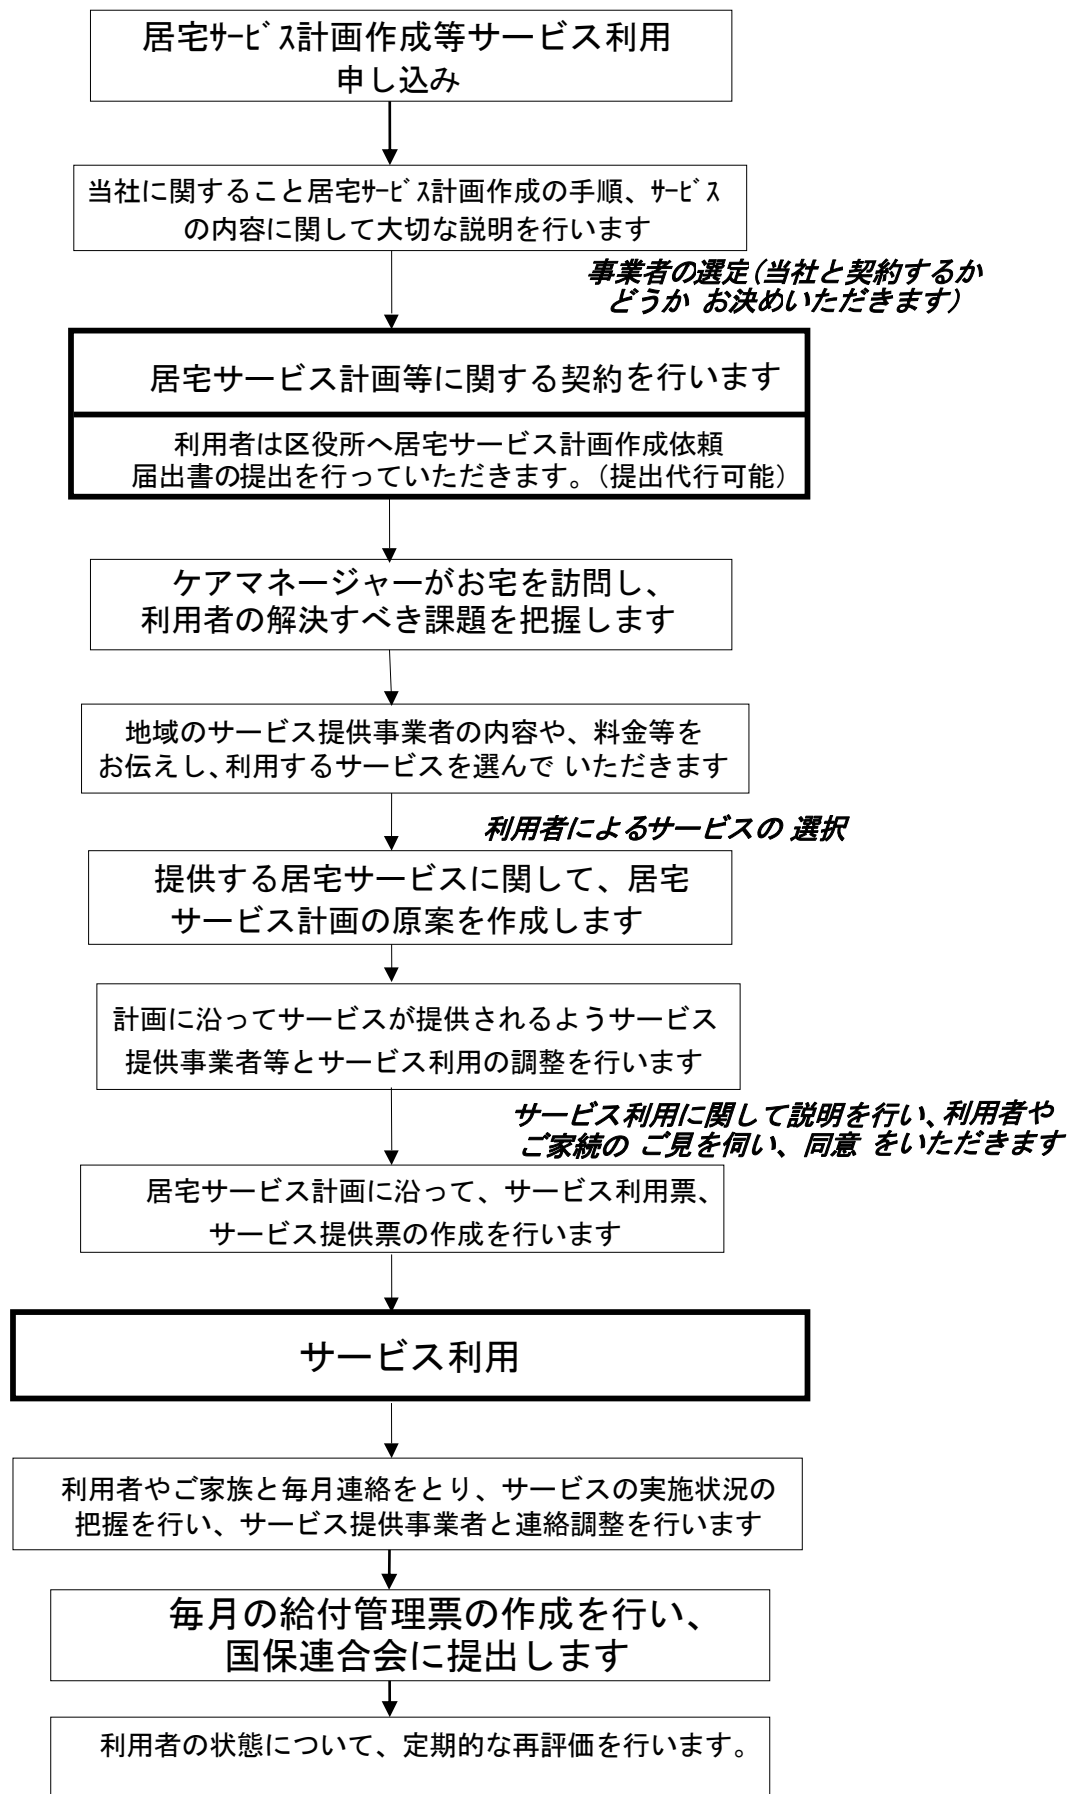 居宅ｻｰﾋﾞｽ計画作成等サービス利用
申し込み
当社に関すること居宅ｻｰﾋﾞｽ計画作成の手順、ｻｰﾋﾞｽ
の内容に関して大切な説明を行います
事業者の選定(当社と契約するか
どうか お決めいただきます)
居宅サービス計画等に関する契約を行います
利用者は区役所へ居宅サービス計画作成依頼
届出書の提出を行っていただきます。(提出代行可能)
ケアマネージャーがお宅を訪問し、
利用者の解決すべき課題を把握します
地域のサービス提供事業者の内容や、料金等を
お伝えし、利用するサービスを選んで いただきます
利用者によるサービスの 選択
提供する居宅サービスに関して、居宅
サービス計画の原案を作成します
計画に沿ってサービスが提供されるようサービス
提供事業者等とサービス利用の調整を行います
サービス利用に関して説明を行い、利用者や
ご家続の ご見を伺い、同意 をいただきます
居宅サービス計画に沿って、サービス利用票、
サービス提供票の作成を行います
サービス利用
利用者やご家族と毎月連絡をとり、サービスの実施状況の
把握を行い、サービス提供事業者と連絡調整を行います
毎月の給付管理票の作成を行い、
国保連合会に提出します
利用者の状態について、定期的な再評価を行います。